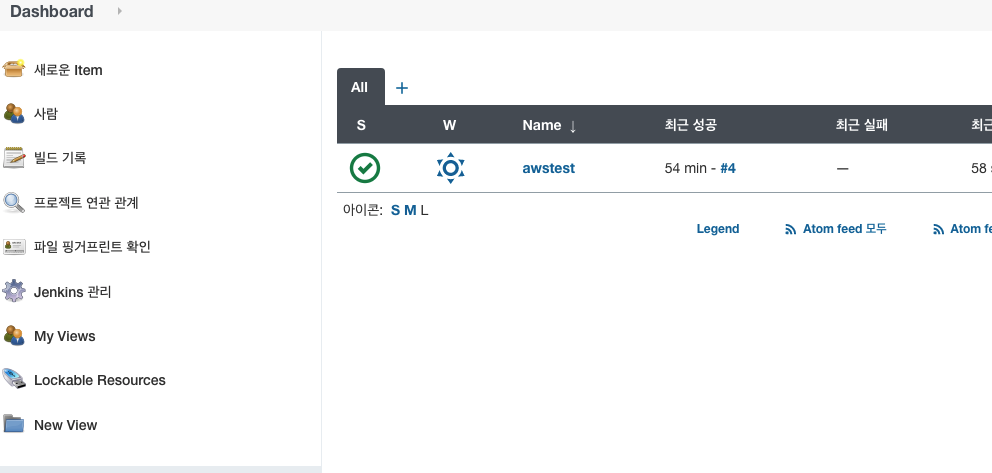 Dashboard
새로운 Item
사람
빌드 기록
프로젝트 연관 관계
파일 핑거프린트 확인
Jenkins 관리
My Views
Lockable Resources
New View
All +
S W Name ↓ 최근 성공 최근 실패 최근
awstest 54 min - #4 — 58
아이콘: S M L
Legend Atom feed 모두 Atom